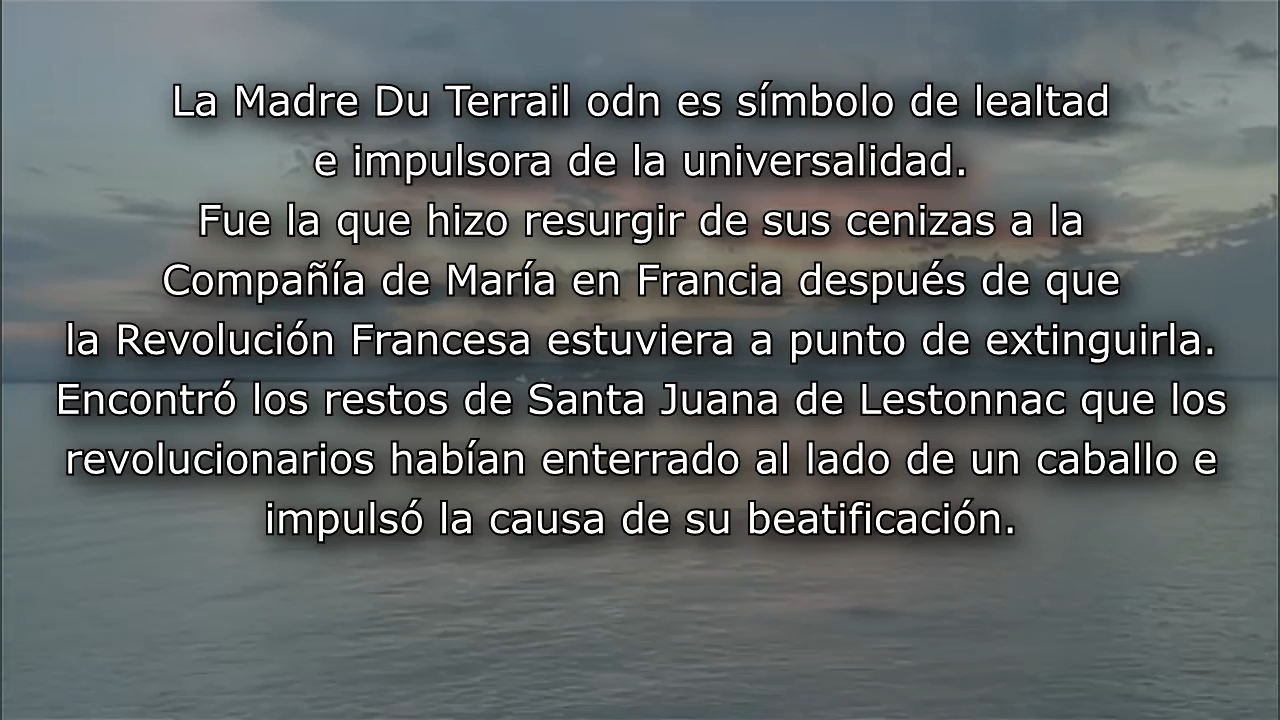 La Madre Du Terrail odn es símbolo de lealtad
e impulsora de la universalidad.
Fue la que hizo resurgir de sus cenizas a la
Compañía de María en Francia después de que
la Revolución Francesa estuviera a punto de extinguirla.
Encontró los restos de Santa Juana de Lestonnac que los
revolucionarios habían enterrado al lado de un caballo e
impulsó la causa de su beatificación.